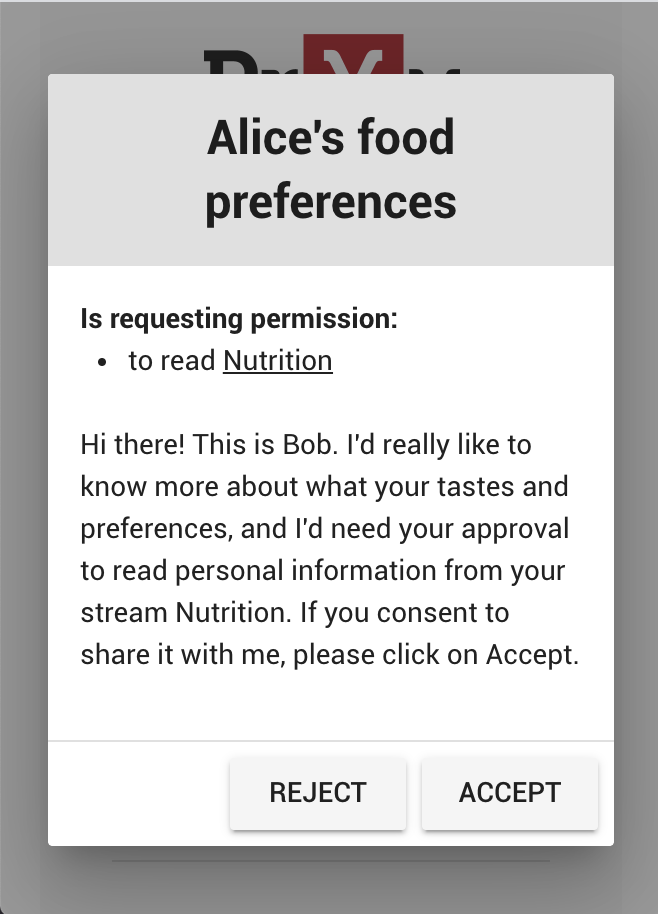 Alice's food
preferences
Is requesting permission:
• to read Nutrition
Hi there! This is Bob. I'd really like to
know more about what your tastes and
preferences, and I'd need your approval
to read personal information from your
stream Nutrition. If you consent to
share it with me, please click on Accept.
REJECT ACCEPT